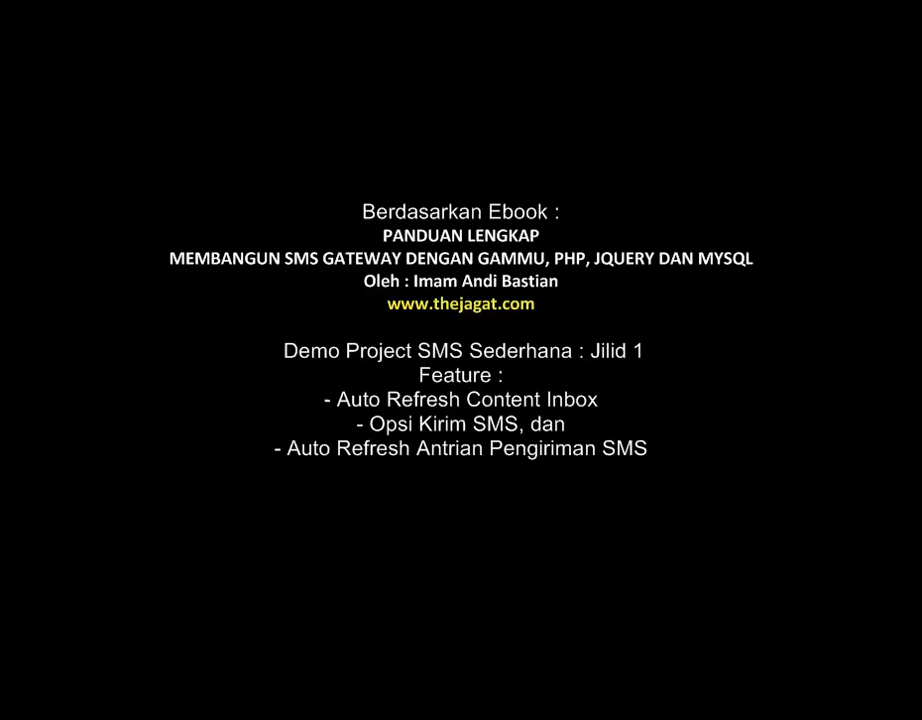 Berdasarkan Ebook :
PANDUAN LENGKAP
MEMBANGUN SMS GATEWAY DENGAN GAMMU, PHP, JQUERY DAN MYSQL
Oleh : Imam Andi Bastian
www.thejagat.com
Demo Project SMS Sederhana : Jilid 1
Feature :
- Auto Refresh Content Inbox
- Opsi Kirim SMS, dan
- Auto Refresh Antrian Pengiriman SMS